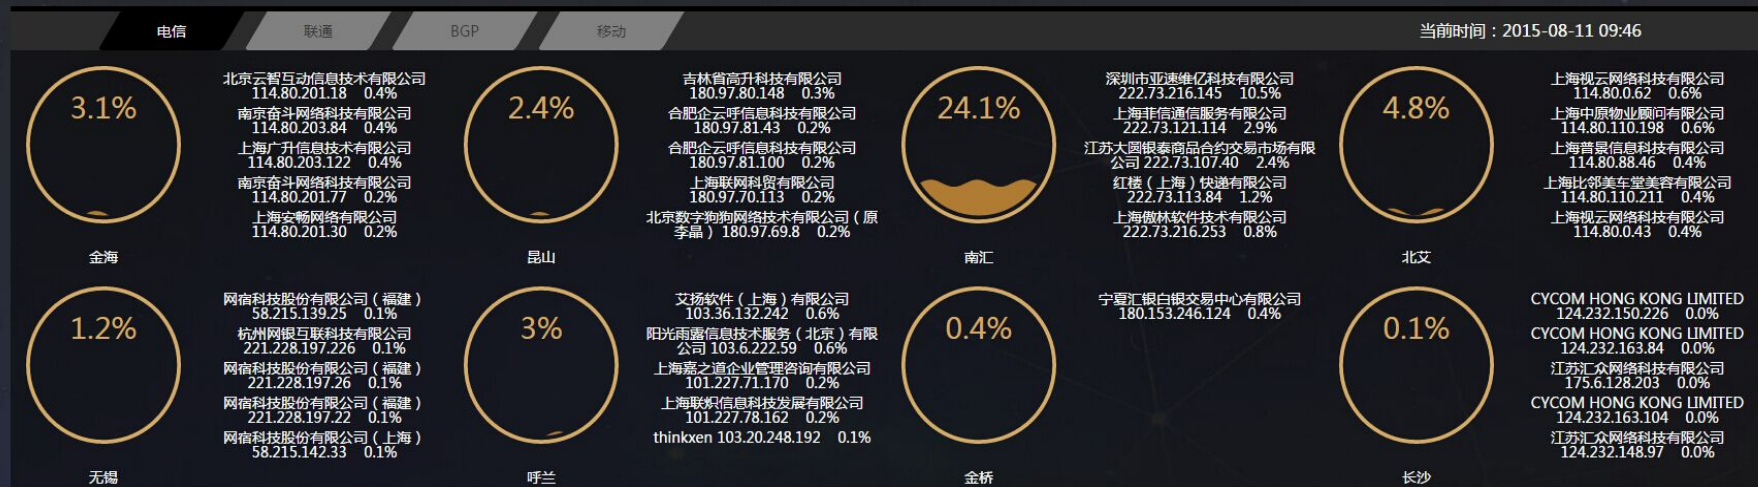 电信
联通
BGP
移动
当前时间：2015-08-11 09:46
3.1%
北京云智互动信息技术有限公司
114.80.201.18 0.4%
南京奋斗网络科技有限公司
114.80.203.84 0.4%
上海广升信息技术有限公司
114.80.203.122 0.4%
南京奋斗网络科技有限公司
114.80.201.77 0.2%
上海安畅网络有限公司
114.80.201.30 0.2%
金海
2.4%
吉林省高升科技有限公司
180.97.80.148 0.3%
合肥企云呼信息科技有限公司
180.97.81.43 0.2%
合肥企云呼信息科技有限公司
180.97.81.100 0.2%
上海联网科贸有限公司
180.97.70.113 0.2%
北京数字狗狗网络技术有限公司（原
李晶） 180.97.69.8 0.2%
昆山
24.1%
深圳市亚速维亿科技有限公司
222.73.216.145 10.5%
上海菲信通信服务有限公司
222.73.121.114 2.9%
江苏大圆银泰商品合约交易市场有限
公司 222.73.107.40 2.4%
红楼（上海）快递有限公司
222.73.113.84 1.2%
上海傲林软件技术有限公司
222.73.216.253 0.8%
南汇
4.8%
上海视云网络科技有限公司
114.80.0.62 0.6%
上海中原物业顾问有限公司
114.80.110.198 0.6%
上海普景信息科技有限公司
114.80.88.46 0.4%
上海比邻美车堂美容有限公司
114.80.110.211 0.4%
上海视云网络科技有限公司
114.80.0.43 0.4%
北艾
1.2%
网宿科技股份有限公司（福建）
58.215.139.25 0.1%
杭州网银互联科技有限公司
221.228.197.226 0.1%
网宿科技股份有限公司（福建）
221.228.197.26 0.1%
网宿科技股份有限公司（福建）
221.228.197.22 0.1%
网宿科技股份有限公司（上海）
58.215.142.33 0.1%
无锡
3%
艾扬软件（上海）有限公司
103.36.132.242 0.6%
阳光雨露信息技术服务（北京）有限
公司 103.6.222.59 0.6%
上海嘉之道企业管理咨询有限公司
101.227.71.170 0.2%
上海联炽信息科技发展有限公司
101.227.78.162 0.2%
thinkxen 103.20.248.192 0.1%
呼兰
0.4%
宁夏汇银白银交易中心有限公司
180.153.246.124 0.4%
金桥
0.1%
CYCOM HONG KONG LIMITED
124.232.150.226 0.0%
CYCOM HONG KONG LIMITED
124.232.163.84 0.0%
江苏汇众网络科技有限公司
175.6.128.203 0.0%
CYCOM HONG KONG LIMITED
124.232.163.104 0.0%
江苏汇众网络科技有限公司
124.232.148.97 0.0%
长沙